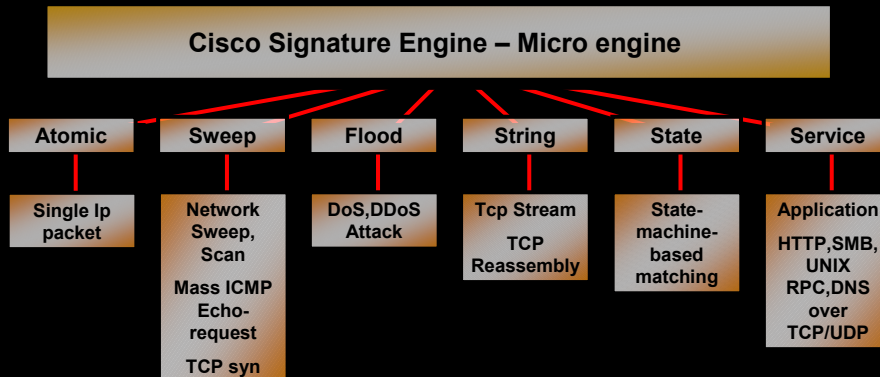 Cisco Signature Engine – Micro engine
Atomic
Sweep
Flood
String
State
Service
Single Ip
packet
Network
Sweep,
Scan
Mass ICMP
Echo-
request
TCP syn
DoS,DDoS
Attack
Tcp Stream
TCP
Reassembly
State-
machine-
based
matching
Application
HTTP,SMB,
UNIX
RPC,DNS
over
TCP/UDP